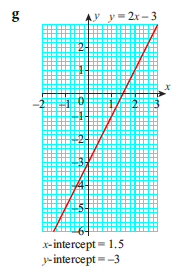 g
y y = 2x – 3
2
1
x
–2 –1 0 1 2 3
–1
–2
–3
–4
–5
–6
x-intercept = 1.5
y-intercept = –3